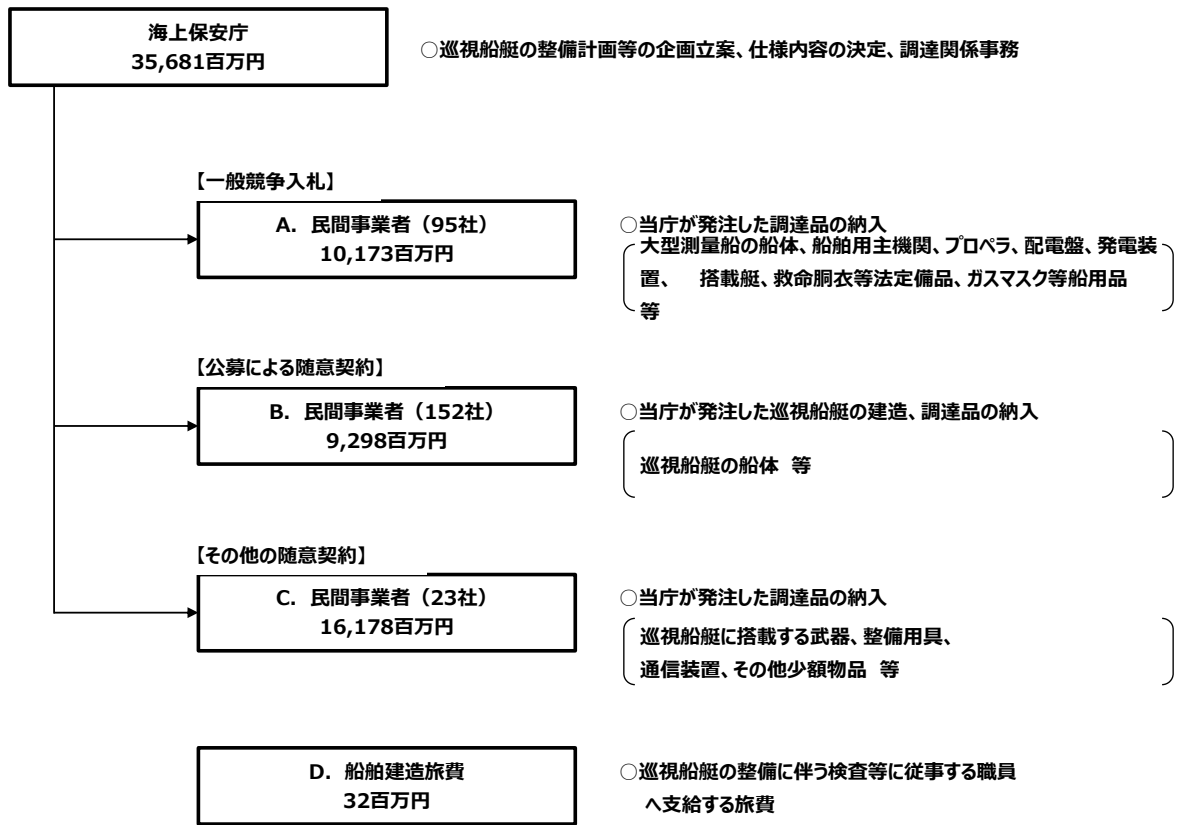 海上保安庁
35,681百万円
○巡視船艇の整備計画等の企画立案、仕様内容の決定、調達関係事務
【一般競争入札】
A. 民間事業者（95社）
10,173百万円
○当庁が発注した調達品の納入
大型測量船の船体、船舶用主機関、プロペラ、配電盤、発電装
置、　搭載艇、救命胴衣等法定備品、ガスマスク等船用品
等
【公募による随意契約】
B. 民間事業者（152社）
9,298百万円
○当庁が発注した巡視船艇の建造、調達品の納入
巡視船艇の船体 等
【その他の随意契約】
C. 民間事業者（23社）
16,178百万円
○当庁が発注した調達品の納入
巡視船艇に搭載する武器、整備用具、
通信装置、その他少額物品 等
D. 船舶建造旅費
32百万円
○巡視船艇の整備に伴う検査等に従事する職員
へ支給する旅費